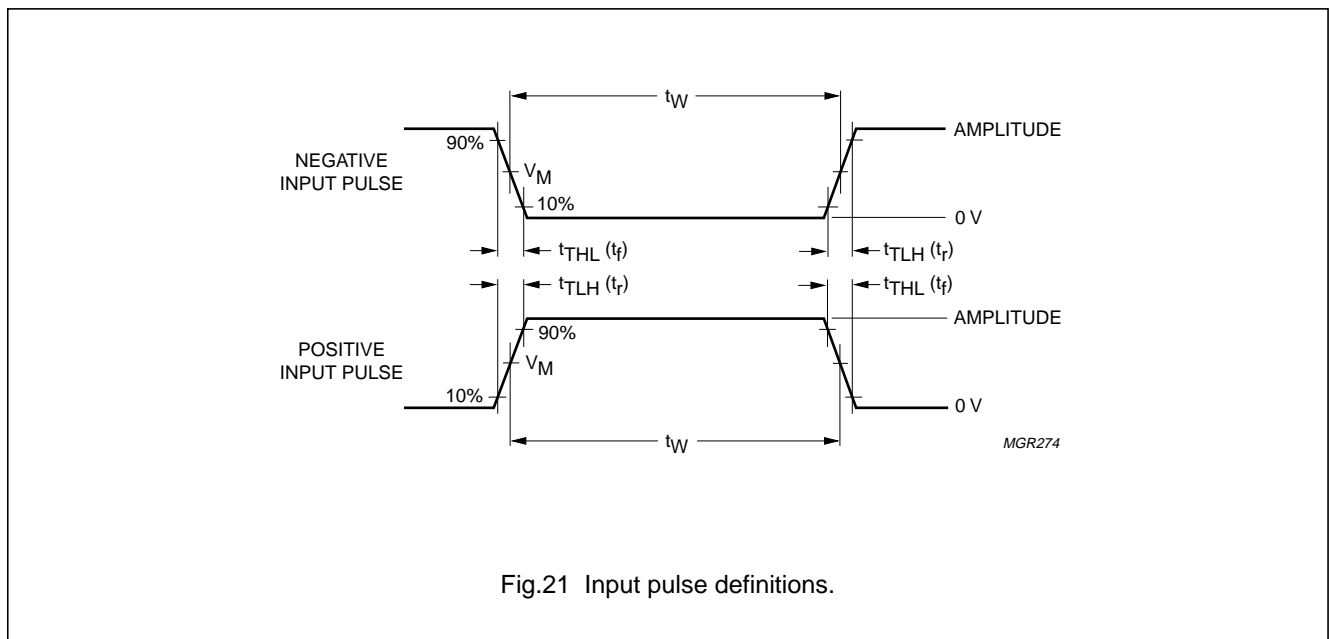 tW
AMPLITUDE
90%
NEGATIVE
INPUT PULSE
VM
10%
0 V
tTHL (tf)
tTLH (tr)
tTLH (tr)
tTHL (tf)
AMPLITUDE
90%
POSITIVE
INPUT PULSE
VM
10%
0 V
tW
MGR274
Fig.21 Input pulse definitions.